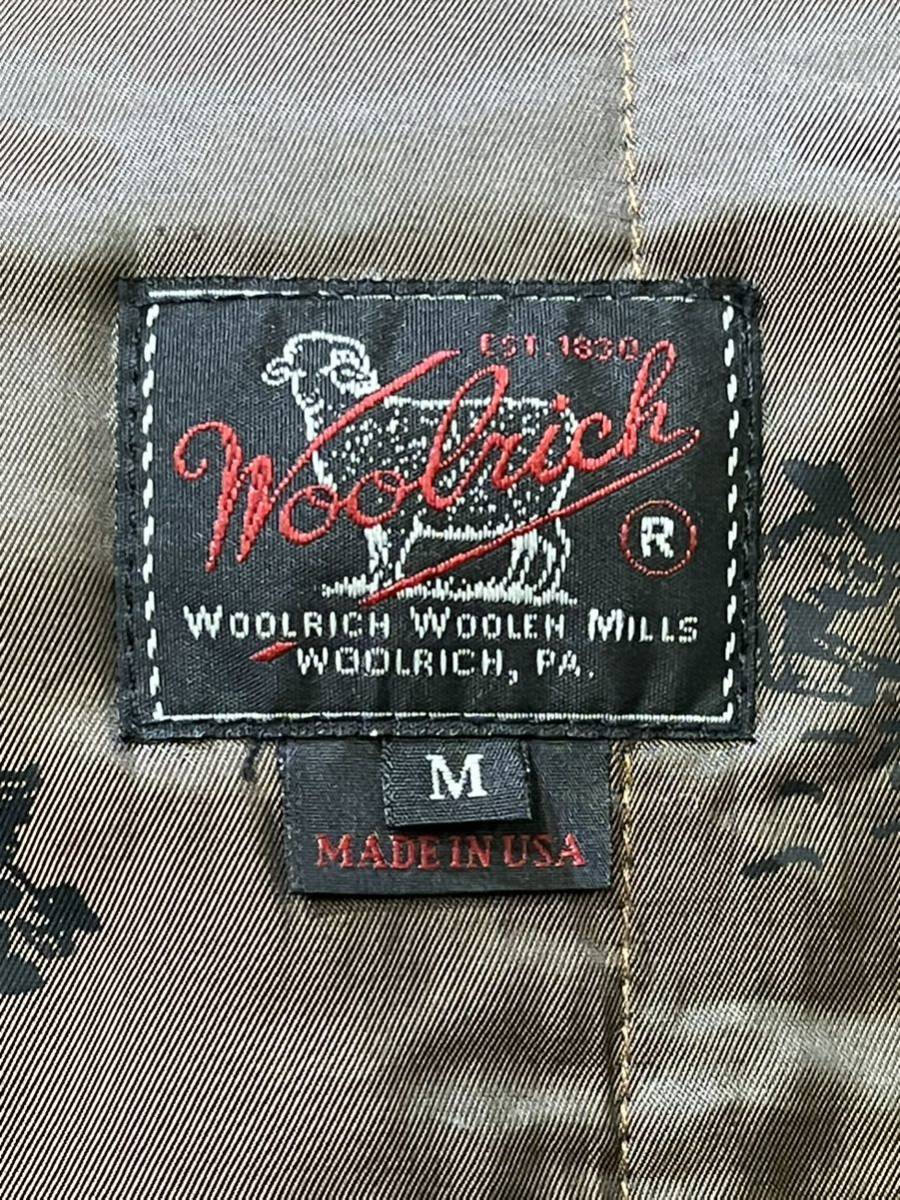 EST. 1830
Woolrich
R
WOOLRICH WOOLEN MILLS
WOOLRICH, PA.
M
MADE IN USA